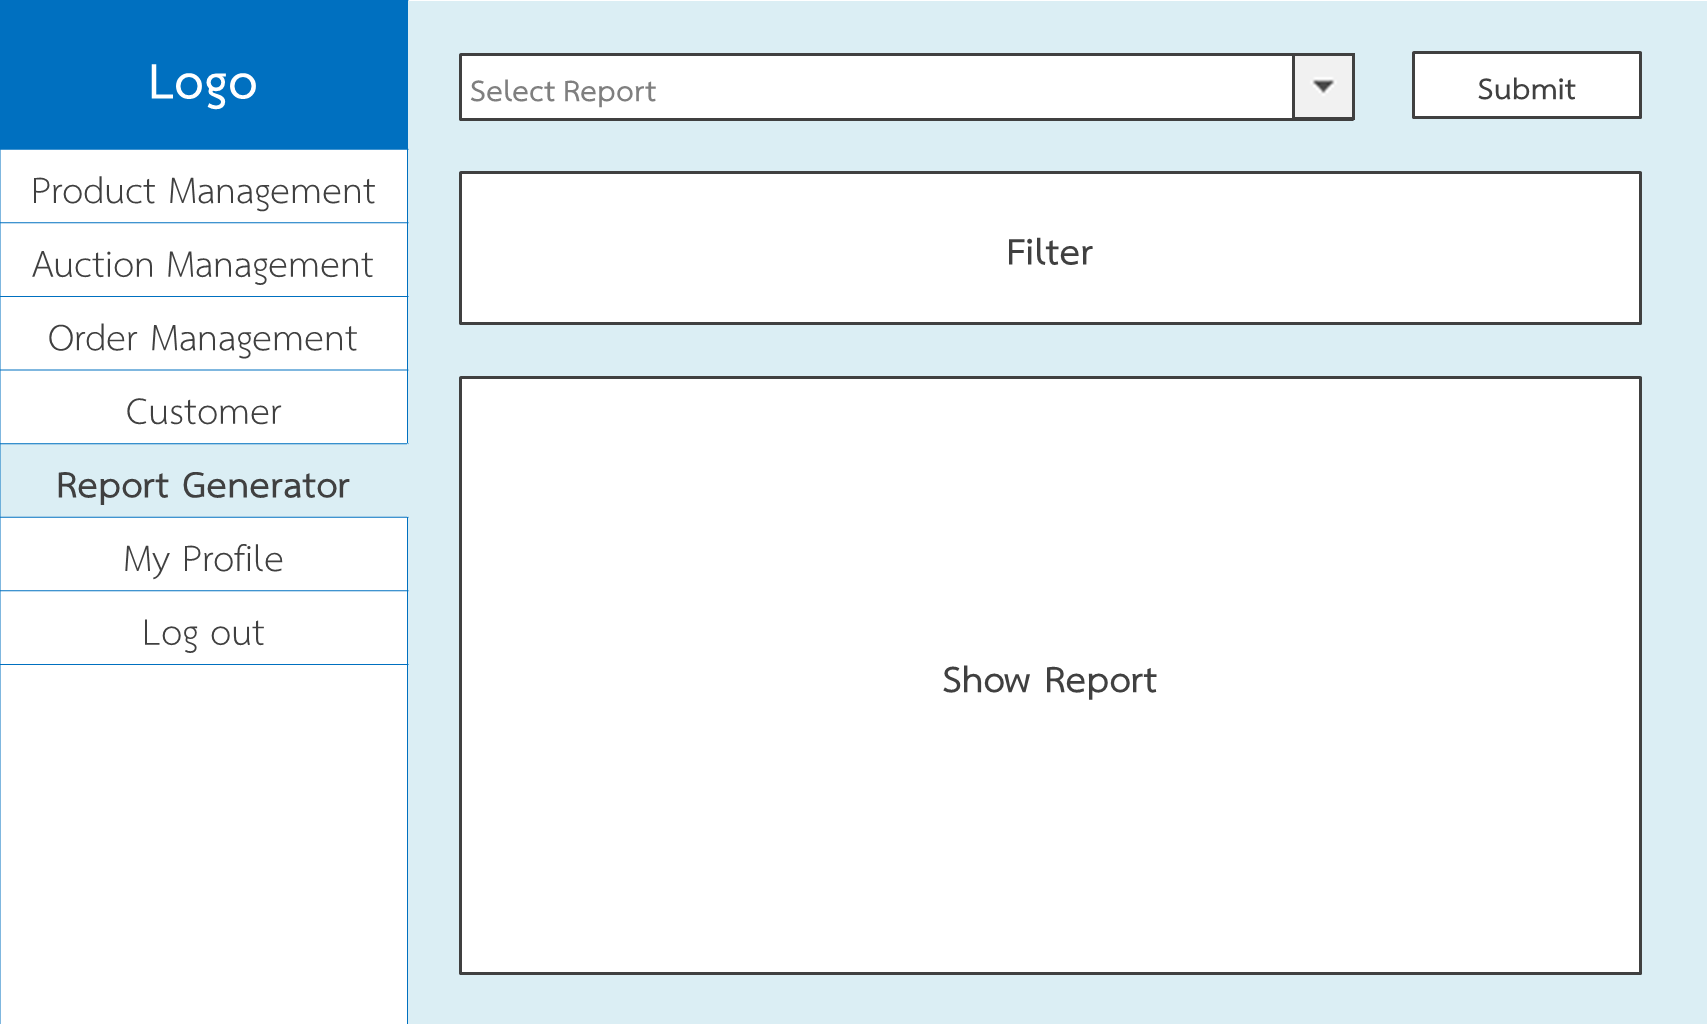 Logo
Product Management
Auction Management
Order Management
Customer
Report Generator
My Profile
Log out
Select Report
Submit
Filter
Show Report